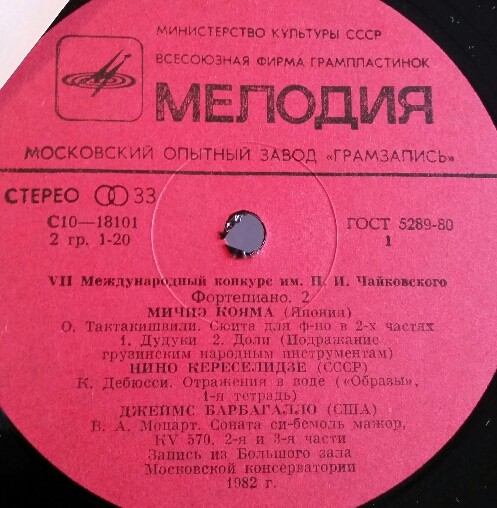 МИНИСТЕРСТВО КУЛЬТУРЫ СССР
ВСЕСОЮЗНАЯ ФИРМА ГРАМПЛАСТИНОК
МЕЛОДИЯ
МОСКОВСКИЙ ОПЫТНЫЙ ЗАВОД «ГРАМЗАПИСЬ»
СТЕРЕО 33
С10—18101 ГОСТ 5289-80
2 гр. 1-20 1
VII Международный конкурс им. П. И. Чайковского
Фортепиано. 2
МИЧИЭ КОЯМА (Япония)
О. Тактакишвили. Сюита для ф-но в 2-х частях
1. Дудуки 2. Доли (Подражание
грузинским народным инструментам)
НИНО КЕРЕСЕЛИДЗЕ (СССР)
К. Дебюсси. Отражения в воде («Образы»,
1-я тетрадь)
ДЖЕЙМС БАРБАГАЛЛО (США)
В. А. Моцарт. Соната си-бемоль мажор,
KV 570, 2-я и 3-я части
Запись из Большого зала
Московской консерватории
1982 г.